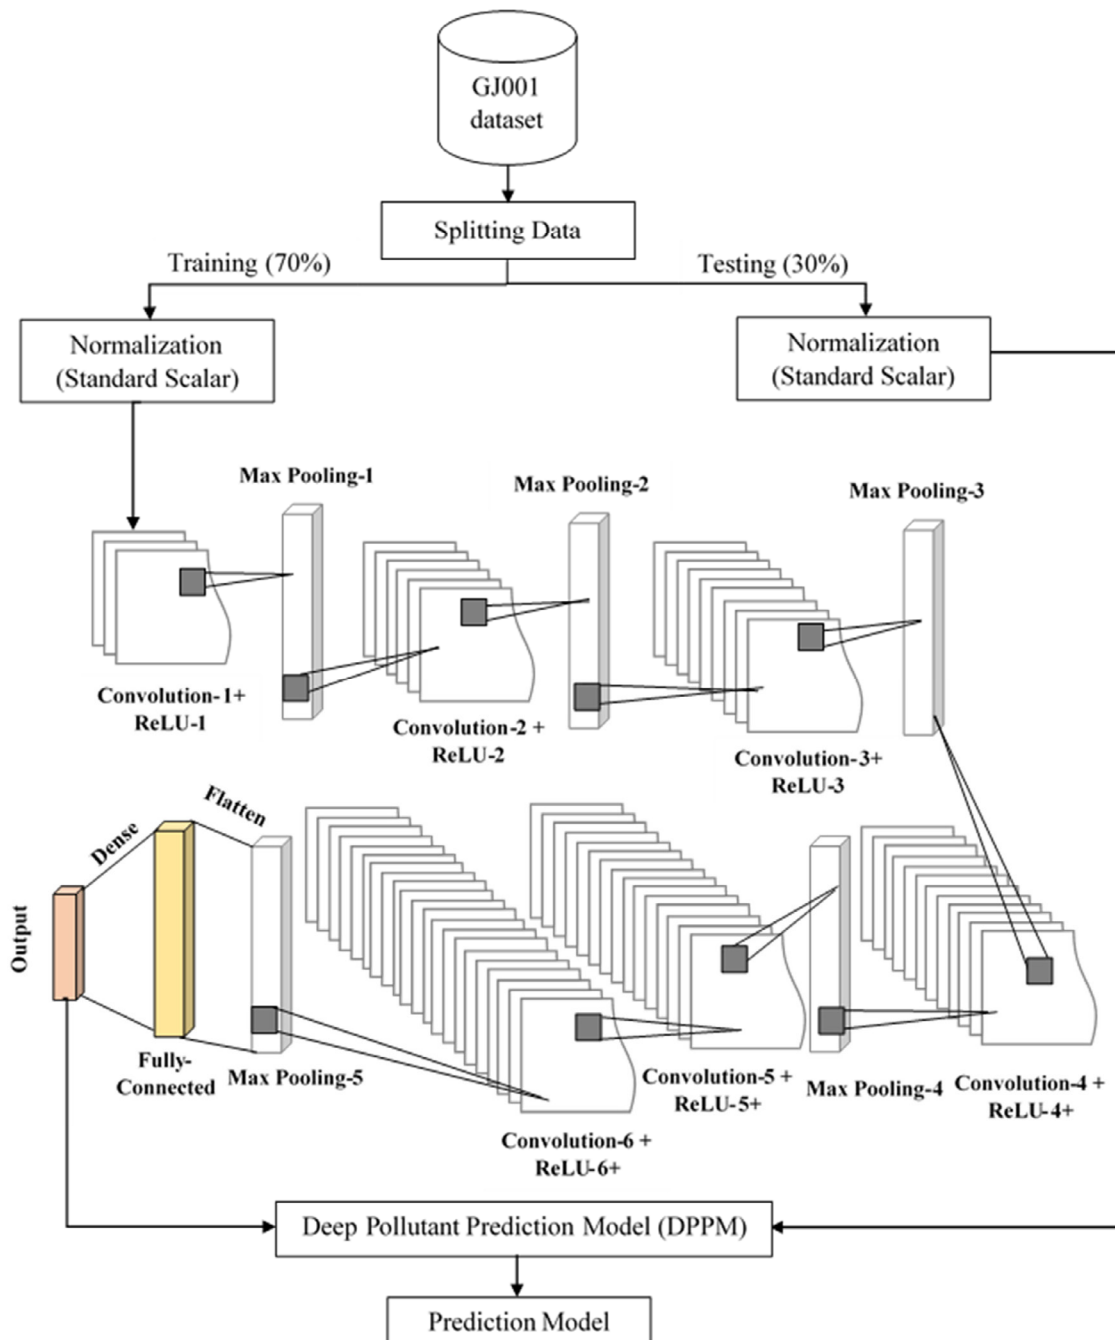 GJ001
dataset
Splitting Data
Training (70%)
Testing (30%)
Normalization
(Standard Scalar)
Normalization
(Standard Scalar)
Max Pooling-1
Max Pooling-2
Max Pooling-3
Convolution-1+
ReLU-1
Convolution-2 +
ReLU-2
Convolution-3+
ReLU-3
Output
Dense
Flatten
Fully-
Connected
Max Pooling-5
Convolution-6 +
ReLU-6+
Convolution-5 +
ReLU-5+
Max Pooling-4
Convolution-4 +
ReLU-4+
Deep Pollutant Prediction Model (DPPM)
Prediction Model